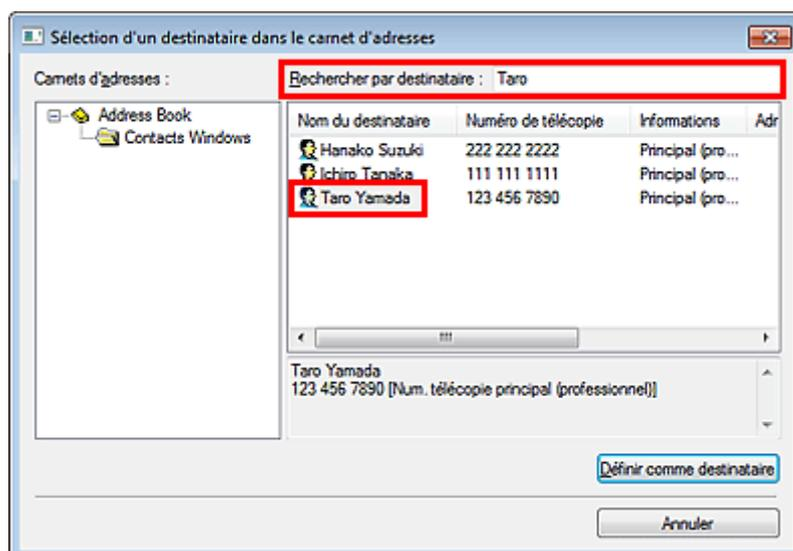 Sélection d'un destinataire dans le carnet d'adresses
Carnets d'adresses :
Rechercher par destinataire : Taro
Address Book
Contacts Windows
Nom du destinataire Numéro de télécopie Informations Adr
Hanako Suzuki 222 222 2222 Principal (pro...
Ichiro Tanaka 111 111 1111 Principal (pro...
Taro Yamada 123 456 7890 Principal (pro...
Taro Yamada
123 456 7890 [Num. télécopie principal (professionnel)]
Définir comme destinataire
Annuler